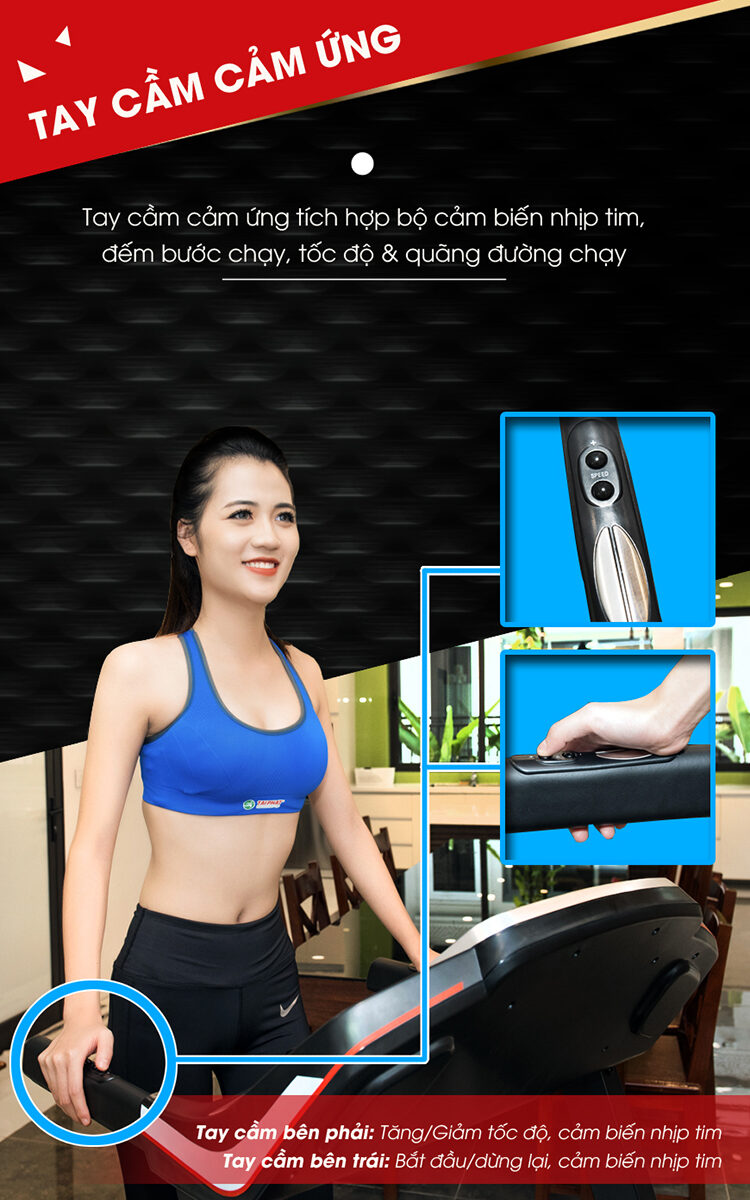 TAY CẦM CẢM ỨNG
Tay cầm cảm ứng tích hợp bộ cảm biến nhịp tim,
đếm bước chạy, tốc độ & quãng đường chạy
+
SPEED
TAI PHAT
Tay cầm bên phải: Tăng/Giảm tốc độ, cảm biến nhịp tim
Tay cầm bên trái: Bắt đầu/dừng lại, cảm biến nhịp tim